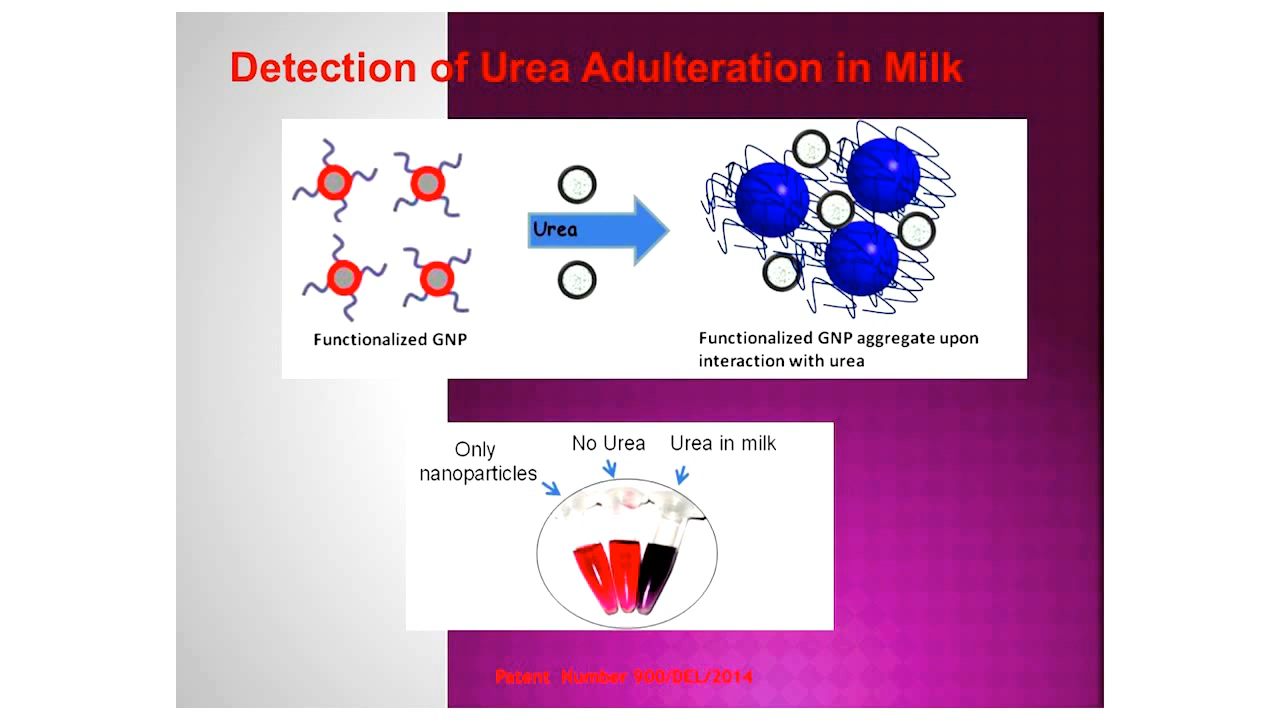 Detection of Urea Adulteration in Milk
Urea
Functionalized GNP
Functionalized GNP aggregate upon
interaction with urea
Only
nanoparticles
No Urea
Urea in milk
Patent Number 900/DEL/2014